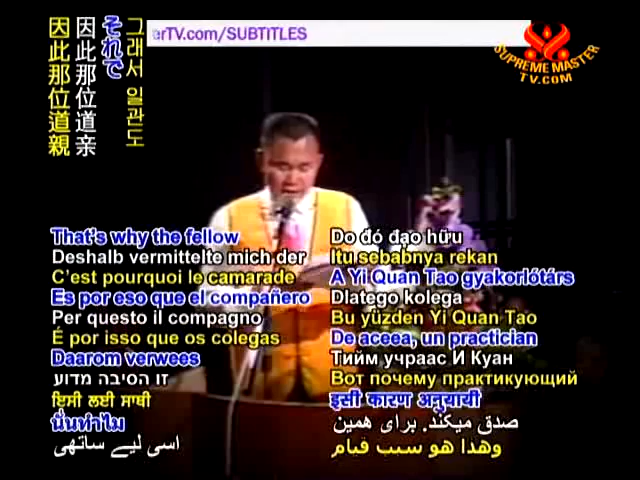 그래서 일관도
それで
因此那位道亲
因此那位道親
erTV.com/SUBTITLES
SUPREME MASTER
TV.COM
That's why the fellow
Deshalb vermittelte mich der
C'est pourquoi le camarade
Es por eso que el compañero
Per questo il compagno
É por isso que os colegas
Daarom verwees
זו הסיבה מדוע
ਇਸੀ ਲਈ ਸਾਥੀ
นั่นทำไม
اسی لیے ساتھی
Do đó đạo hữu
Itu sebabnya rekan
A Yi Quan Tao gyakorlótárs
Dlatego kolega
Bu yüzden Yi Quan Tao
De aceea, un practician
Тийм учраас И Куан
Вот почему практикующий
इसी कारण अनुयायी
صدق میکند. برای همین
وهذا هو سبب قيام